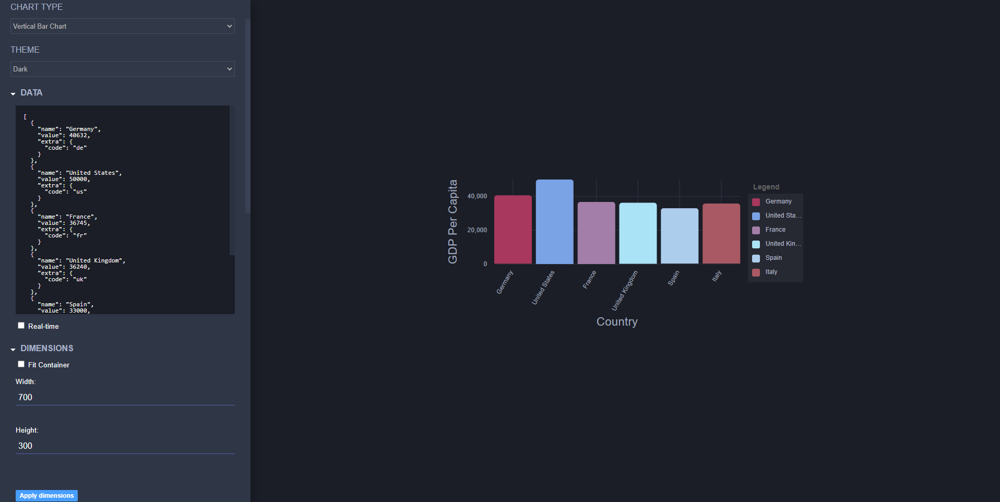 CHART TYPE
Vertical Bar Chart
THEME
Dark
DATA
[
{
"name": "Germany",
"value": 40632,
"extra": {
"code": "de"
}
},
{
"name": "United States",
"value": 50000,
"extra": {
"code": "us"
}
},
{
"name": "France",
"value": 36745,
"extra": {
"code": "fr"
}
},
{
"name": "United Kingdom",
"value": 36240,
"extra": {
"code": "uk"
}
},
{
"name": "Spain",
"value": 33000,
Real-time
DIMENSIONS
Fit Container
Width:
700
Height:
300
Apply dimensions
GDP Per Capita
40,000
20,000
0
Germany
United States
France
United Kingdom
Spain
Italy
Country
Legend
Germany
United Sta...
France
United Kin...
Spain
Italy